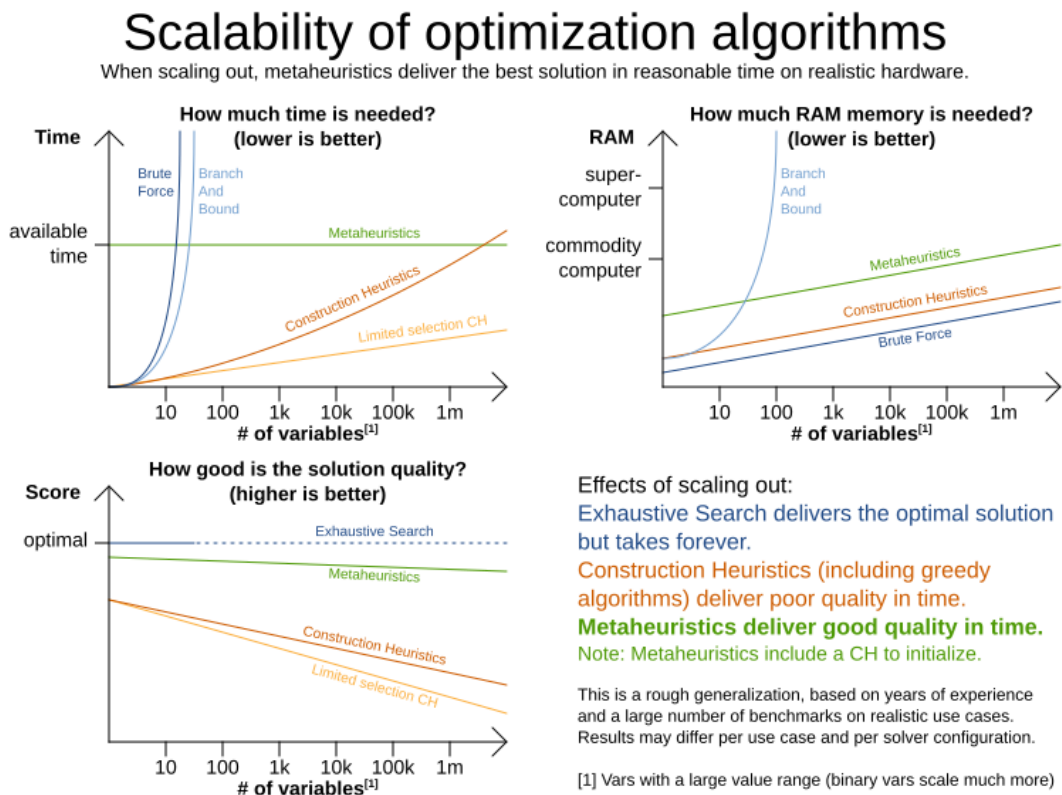 Scalability of optimization algorithms
When scaling out, metaheuristics deliver the best solution in reasonable time on realistic hardware.
How much time is needed?
(lower is better)
Time
Brute
Force
Branch
And
Bound
available
time
Metaheuristics
Construction Heuristics
Limited selection CH
10 100 1k 10k 100k 1m
# of variables[1]
How much RAM memory is needed?
(lower is better)
RAM
super-
computer
Branch
And
Bound
commodity
computer
Metaheuristics
Construction Heuristics
Brute Force
10 100 1k 10k 100k 1m
# of variables[1]
How good is the solution quality?
(higher is better)
Score
optimal
Exhaustive Search
Metaheuristics
Construction Heuristics
Limited selection CH
10 100 1k 10k 100k 1m
# of variables[1]
Effects of scaling out:
Exhaustive Search delivers the optimal solution
but takes forever.
Construction Heuristics (including greedy
algorithms) deliver poor quality in time.
Metaheuristics deliver good quality in time.
Note: Metaheuristics include a CH to initialize.
This is a rough generalization, based on years of experience
and a large number of benchmarks on realistic use cases.
Results may differ per use case and per solver configuration.
[1] Vars with a large value range (binary vars scale much more)